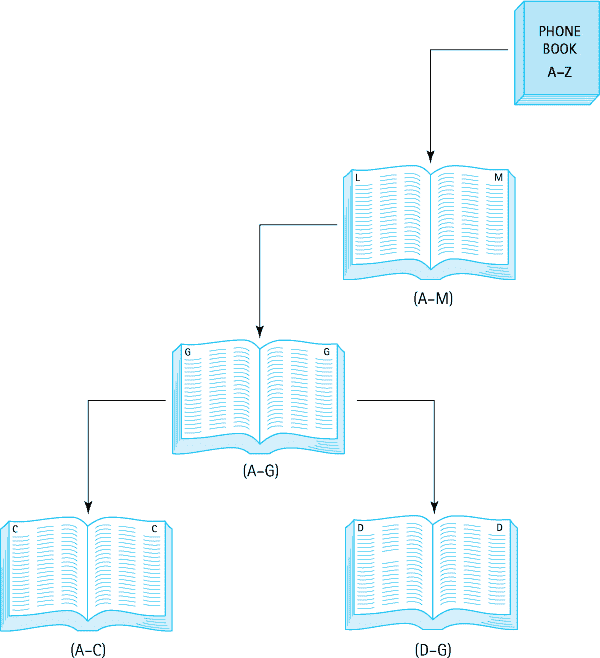 PHONE
BOOK
A–Z
L M
(A–M)
G G
(A–G)
C C
D D
(A–C)
(D–G)